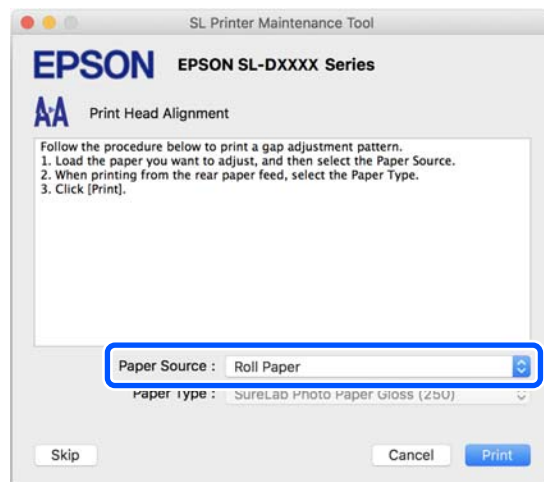 SL Printer Maintenance Tool
EPSON EPSON SL-DXXXX Series
Print Head Alignment
Follow the procedure below to print a gap adjustment pattern.
1. Load the paper you want to adjust, and then select the Paper Source.
2. When printing from the rear paper feed, select the Paper Type.
3. Click [Print].
Paper Source : Roll Paper
Paper Type : SureLab Photo Paper Gloss (250)
Skip Cancel Print